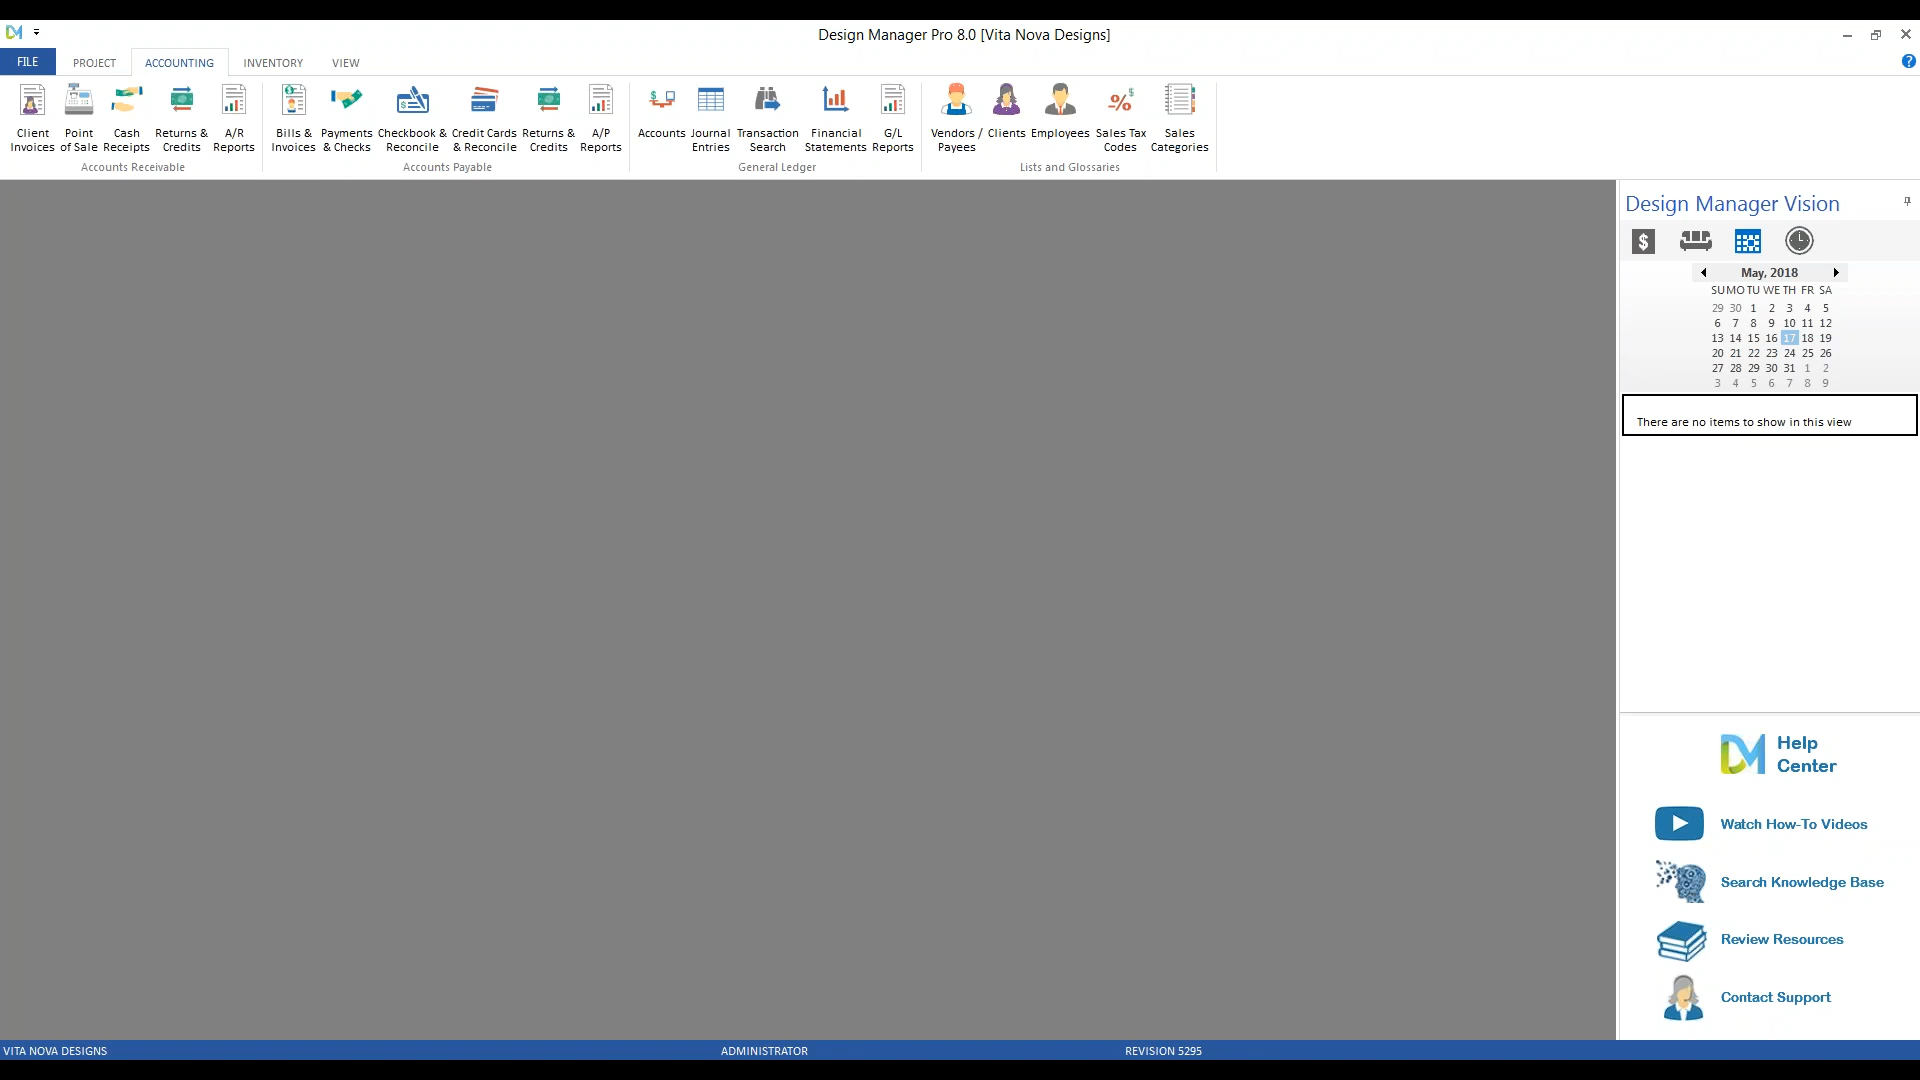 Design Manager Pro 8.0 [Vita Nova Designs]
FILE PROJECT ACCOUNTING INVENTORY VIEW
Client Invoices
Point of Sale
Cash Receipts
Returns & Credits
A/R Reports
Accounts Receivable
Bills & Invoices
Payments & Checks
Checkbook & Reconcile
Credit Cards & Reconcile
Returns & Credits
A/P Reports
Accounts Payable
Accounts
Journal Entries
Transaction Search
Financial Statements
G/L Reports
General Ledger
Vendors / Payees
Clients
Employees
Sales Tax Codes
Sales Categories
Lists and Glossaries
Design Manager Vision
May, 2018
SU MO TU WE TH FR SA
29 30 1 2 3 4 5
6 7 8 9 10 11 12
13 14 15 16 17 18 19
20 21 22 23 24 25 26
27 28 29 30 31 1 2
3 4 5 6 7 8 9
There are no items to show in this view
DM Help
Center
Watch How-To Videos
Search Knowledge Base
Review Resources
Contact Support
VITA NOVA DESIGNS ADMINISTRATOR REVISION 5295